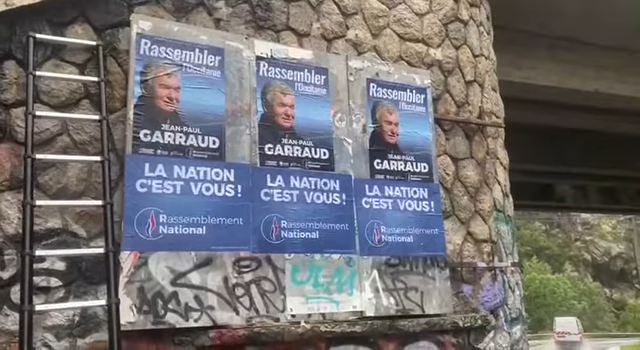 Rassembler
l'Occitanie
JEAN-PAUL
GARRAUD
LA NATION
C'EST VOUS !
Rassemblement
National
Rassembler
l'Occitanie
JEAN-PAUL
GARRAUD
LA NATION
C'EST VOUS !
Rassemblement
National
Rassembler
l'Occitanie
JEAN-PAUL
GARRAUD
LA NATION
C'EST VOUS !
Rassemblement
National